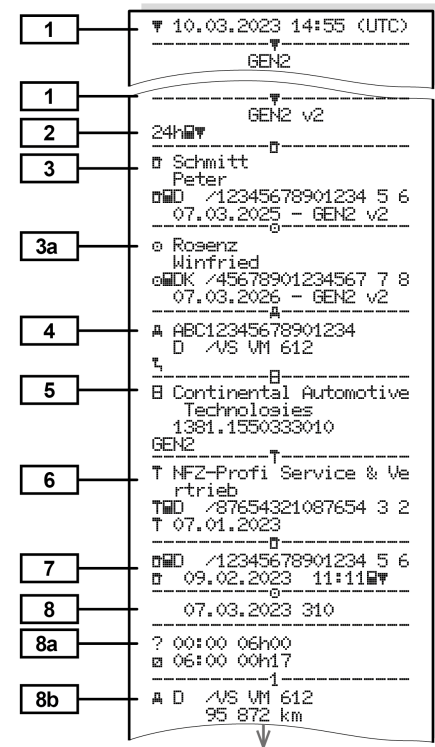 1 ▼ 10.03.2023 14:55 (UTC)
GEN2
1
GEN2 v2
2 24h
3 Schmitt
Peter
D /12345678901234 5 6
07.03.2025 - GEN2 v2
3a Rogenz
Winfried
DK /45678901234567 7 8
07.03.2026 - GEN2 v2
4 ABC12345678901234
D /VS VM 612
5 Continental Automotive
Technologies
1381.1550333010
GEN2
6 NFZ-Profi Service & Ve
rtrieb
D /87654321087654 3 2
07.01.2023
7 D /12345678901234 5 6
09.02.2023 11:11
8 07.03.2023 310
8a ? 00:00 06h00
06:00 00h17
1
8b D /VS VM 612
95 872 km